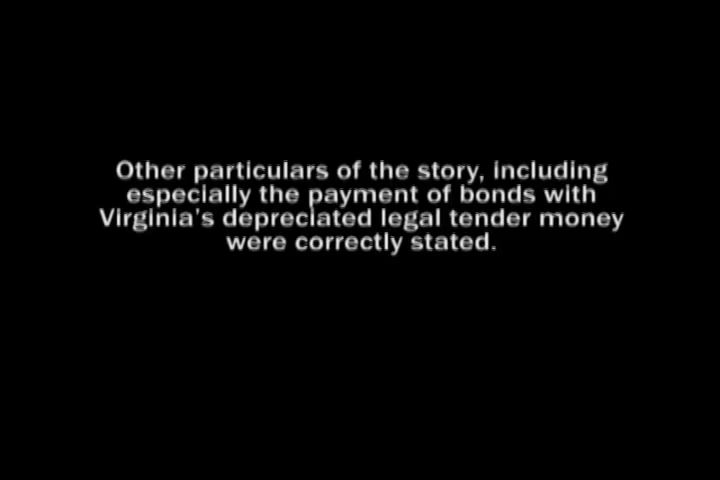 Other particulars of the story, including
especially the payment of bonds with
Virginia's depreciated legal tender money
were correctly stated.